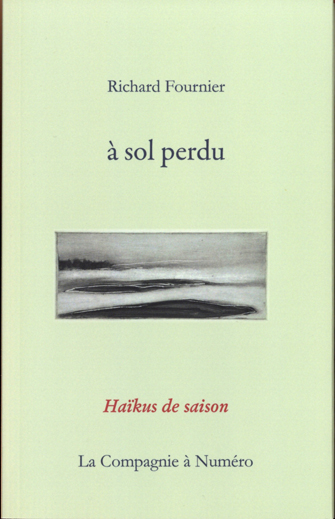 Richard Fournier
à sol perdu
Haïkus de saison
La Compagnie à Numéro